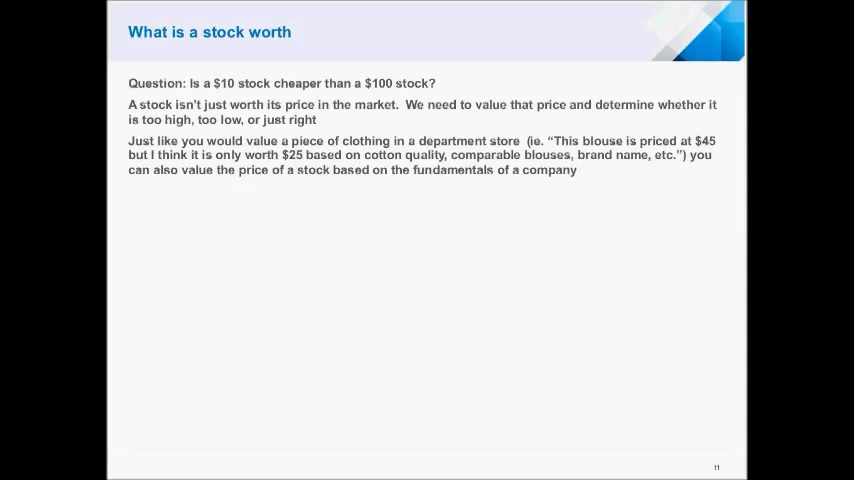 What is a stock worth
Question: Is a $10 stock cheaper than a $100 stock?
A stock isn’t just worth its price in the market.  We need to value that price and determine whether it
is too high, too low, or just right
Just like you would value a piece of clothing in a department store  (ie. “This blouse is priced at $45
but I think it is only worth $25 based on cotton quality, comparable blouses, brand name, etc.”) you
can also value the price of a stock based on the fundamentals of a company
11